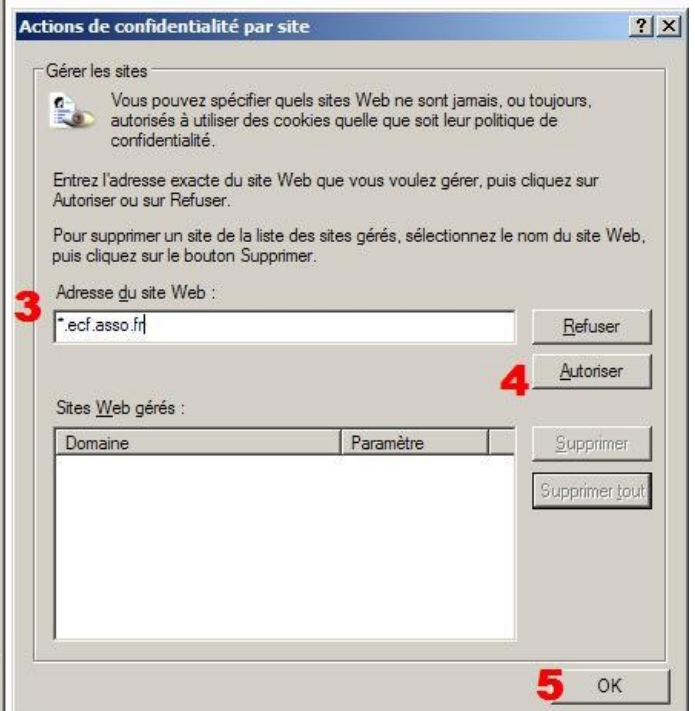 Actions de confidentialité par site
Gérer les sites
Vous pouvez spécifier quels sites Web ne sont jamais, ou toujours,
autorisés à utiliser des cookies quelle que soit leur politique de
confidentialité.
Entrez l'adresse exacte du site Web que vous voulez gérer, puis cliquez sur
Autoriser ou sur Refuser.
Pour supprimer un site de la liste des sites gérés, sélectionnez le nom du site Web,
puis cliquez sur le bouton Supprimer.
3
Adresse du site Web :
*.ecf.asso.fr
Refuser
4
Autoriser
Sites Web gérés :
Domaine
Paramètre
Supprimer
Supprimer tout
5
OK